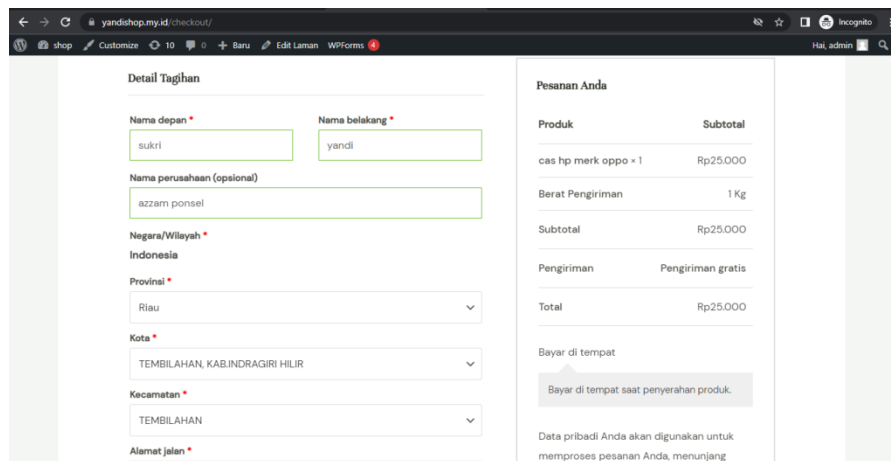 yandishop.my.id/checkout/
Incognito
shop Customize 10 0 + Baru Edit Laman WPForms 4 Hai, admin
Detail Tagihan
Nama depan * Nama belakang *
sukri yandi
Nama perusahaan (opsional)
azzam ponsel
Negara/Wilayah *
Indonesia
Provinsi *
Riau
Kota *
TEMBILAHAN, KAB.INDRAGIRI HILIR
Kecamatan *
TEMBILAHAN
Alamat jalan *
Pesanan Anda
Produk Subtotal
cas hp merk oppo × 1 Rp25.000
Berat Pengiriman 1 Kg
Subtotal Rp25.000
Pengiriman Pengiriman gratis
Total Rp25.000
Bayar di tempat
Bayar di tempat saat penyerahan produk.
Data pribadi Anda akan digunakan untuk
memproses pesanan Anda, menunjang